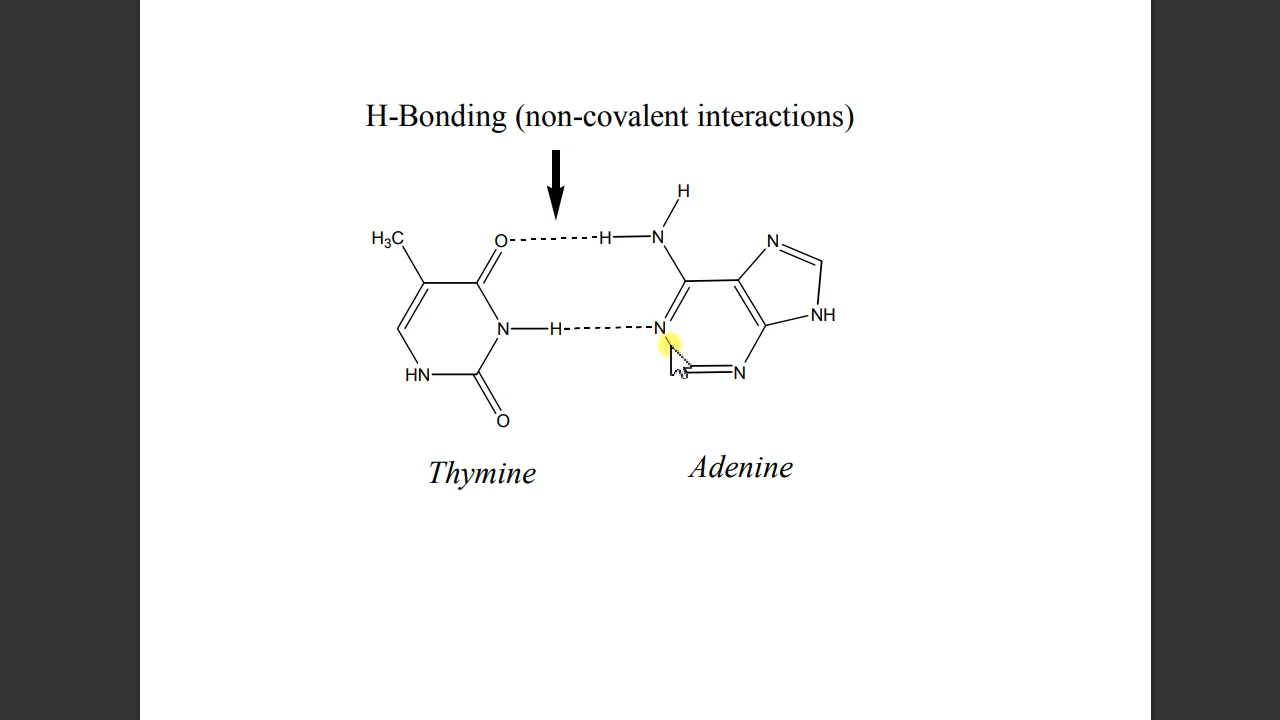 H-Bonding (non-covalent interactions)
H
H₃C
O
H
N
N
N
H
N
NH
HN
N
O
Thymine
Adenine